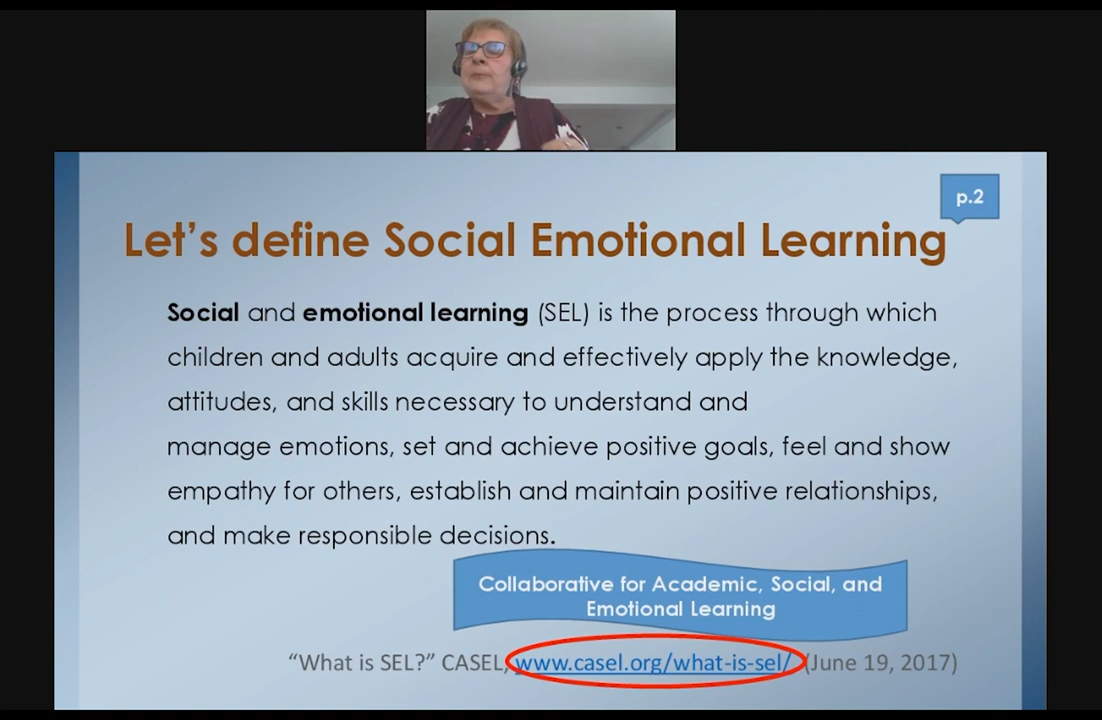 p.2
Let's define Social Emotional Learning
Social and emotional learning (SEL) is the process through which
children and adults acquire and effectively apply the knowledge,
attitudes, and skills necessary to understand and
manage emotions, set and achieve positive goals, feel and show
empathy for others, establish and maintain positive relationships,
and make responsible decisions.
Collaborative for Academic, Social, and
Emotional Learning
“What is SEL?” CASEL, www.casel.org/what-is-sel/ (June 19, 2017)